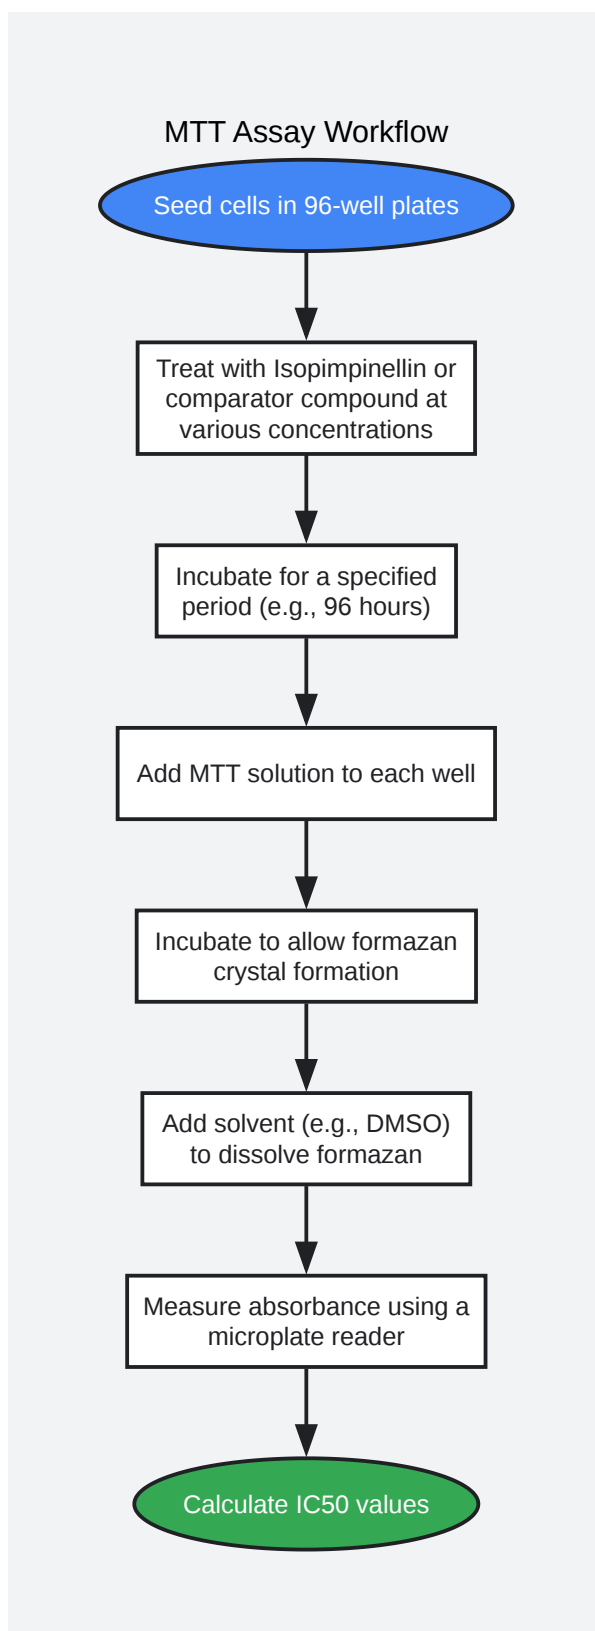 MTT Assay Workflow
Seed cells in 96-well plates
Treat with Isopimpinellin or
comparator compound at
various concentrations
Incubate for a specified
period (e.g., 96 hours)
Add MTT solution to each well
Incubate to allow formazan
crystal formation
Add solvent (e.g., DMSO)
to dissolve formazan
Measure absorbance using a
microplate reader
Calculate IC50 values